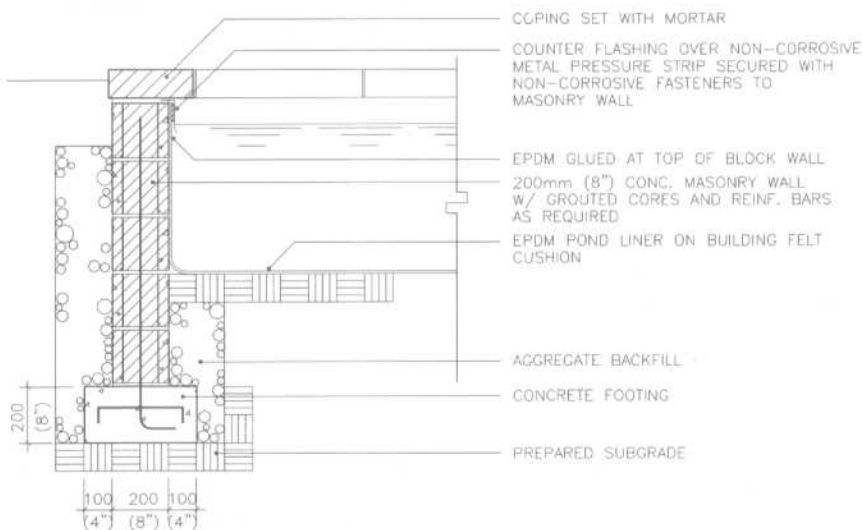 COPING SET WITH MORTAR
COUNTER FLASHING OVER NON-CORROSIVE
METAL PRESSURE STRIP SECURED WITH
NON-CORROSIVE FASTENERS TO
MASONRY WALL
EPDM GLUED AT TOP OF BLOCK WALL
200mm (8") CONC. MASONRY WALL
W/ GROUTED CORES AND REINF. BARS
AS REQUIRED
EPDM POND LINER ON BUILDING FELT
CUSHION
AGGREGATE BACKFILL
CONCRETE FOOTING
PREPARED SUBGRADE
200
(8")
100 200 100
(4") (8") (4")